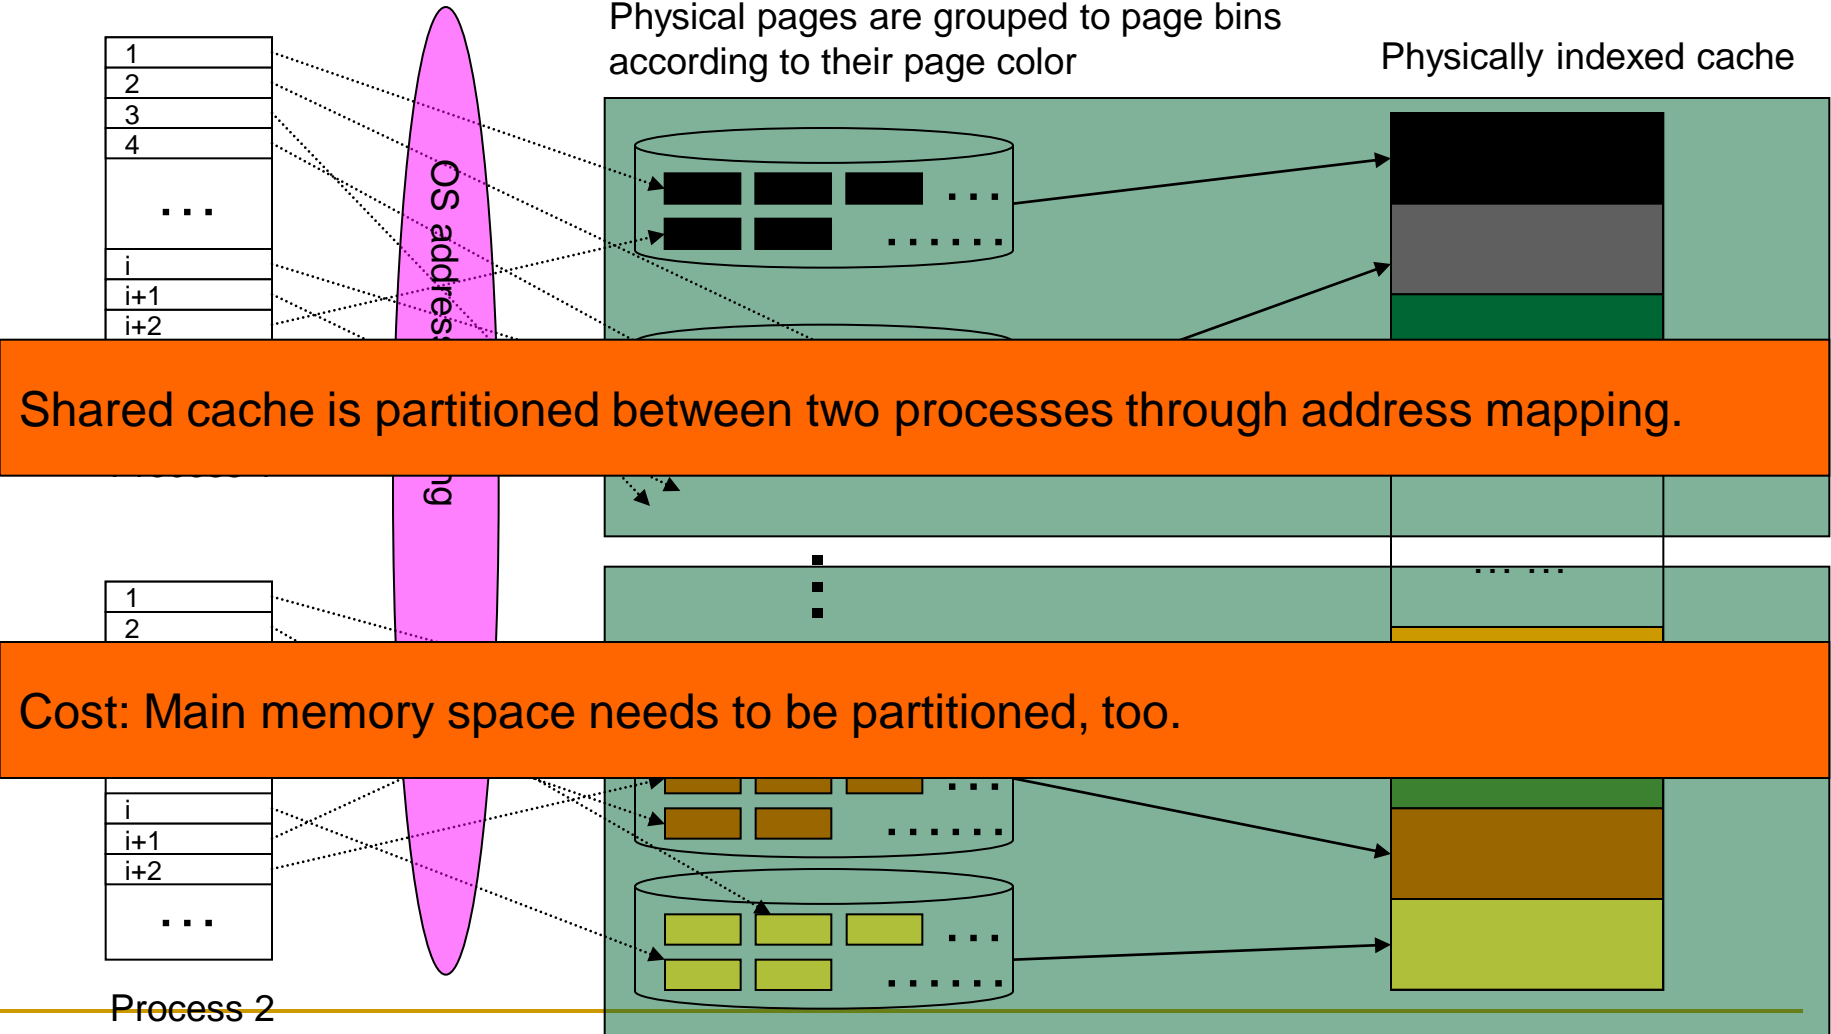 Physical pages are grouped to page bins
according to their page color
Physically indexed cache
1
2
3
4
...
i
i+1
i+2
OS address
ng
...
......
Shared cache is partitioned between two processes through address mapping.
... ...
1
2
Cost: Main memory space needs to be partitioned, too.
i
i+1
i+2
...
...
......
...
......
Process 2